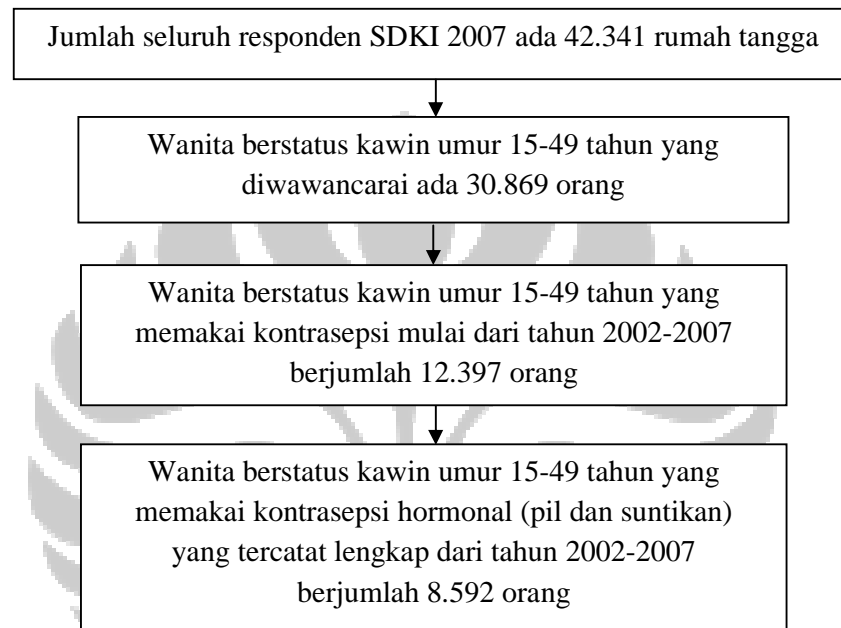 Jumlah seluruh responden SDKI 2007 ada 42.341 rumah tangga
Wanita berstatus kawin umur 15-49 tahun yang
diwawancarai ada 30.869 orang
Wanita berstatus kawin umur 15-49 tahun yang
memakai kontrasepsi mulai dari tahun 2002-2007
berjumlah 12.397 orang
Wanita berstatus kawin umur 15-49 tahun yang
memakai kontrasepsi hormonal (pil dan suntikan)
yang tercatat lengkap dari tahun 2002-2007
berjumlah 8.592 orang